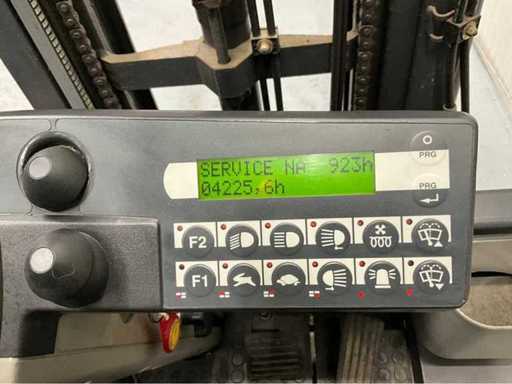 SERVICE NA 923h
04225,6h
PRG
PRG
F2
F1